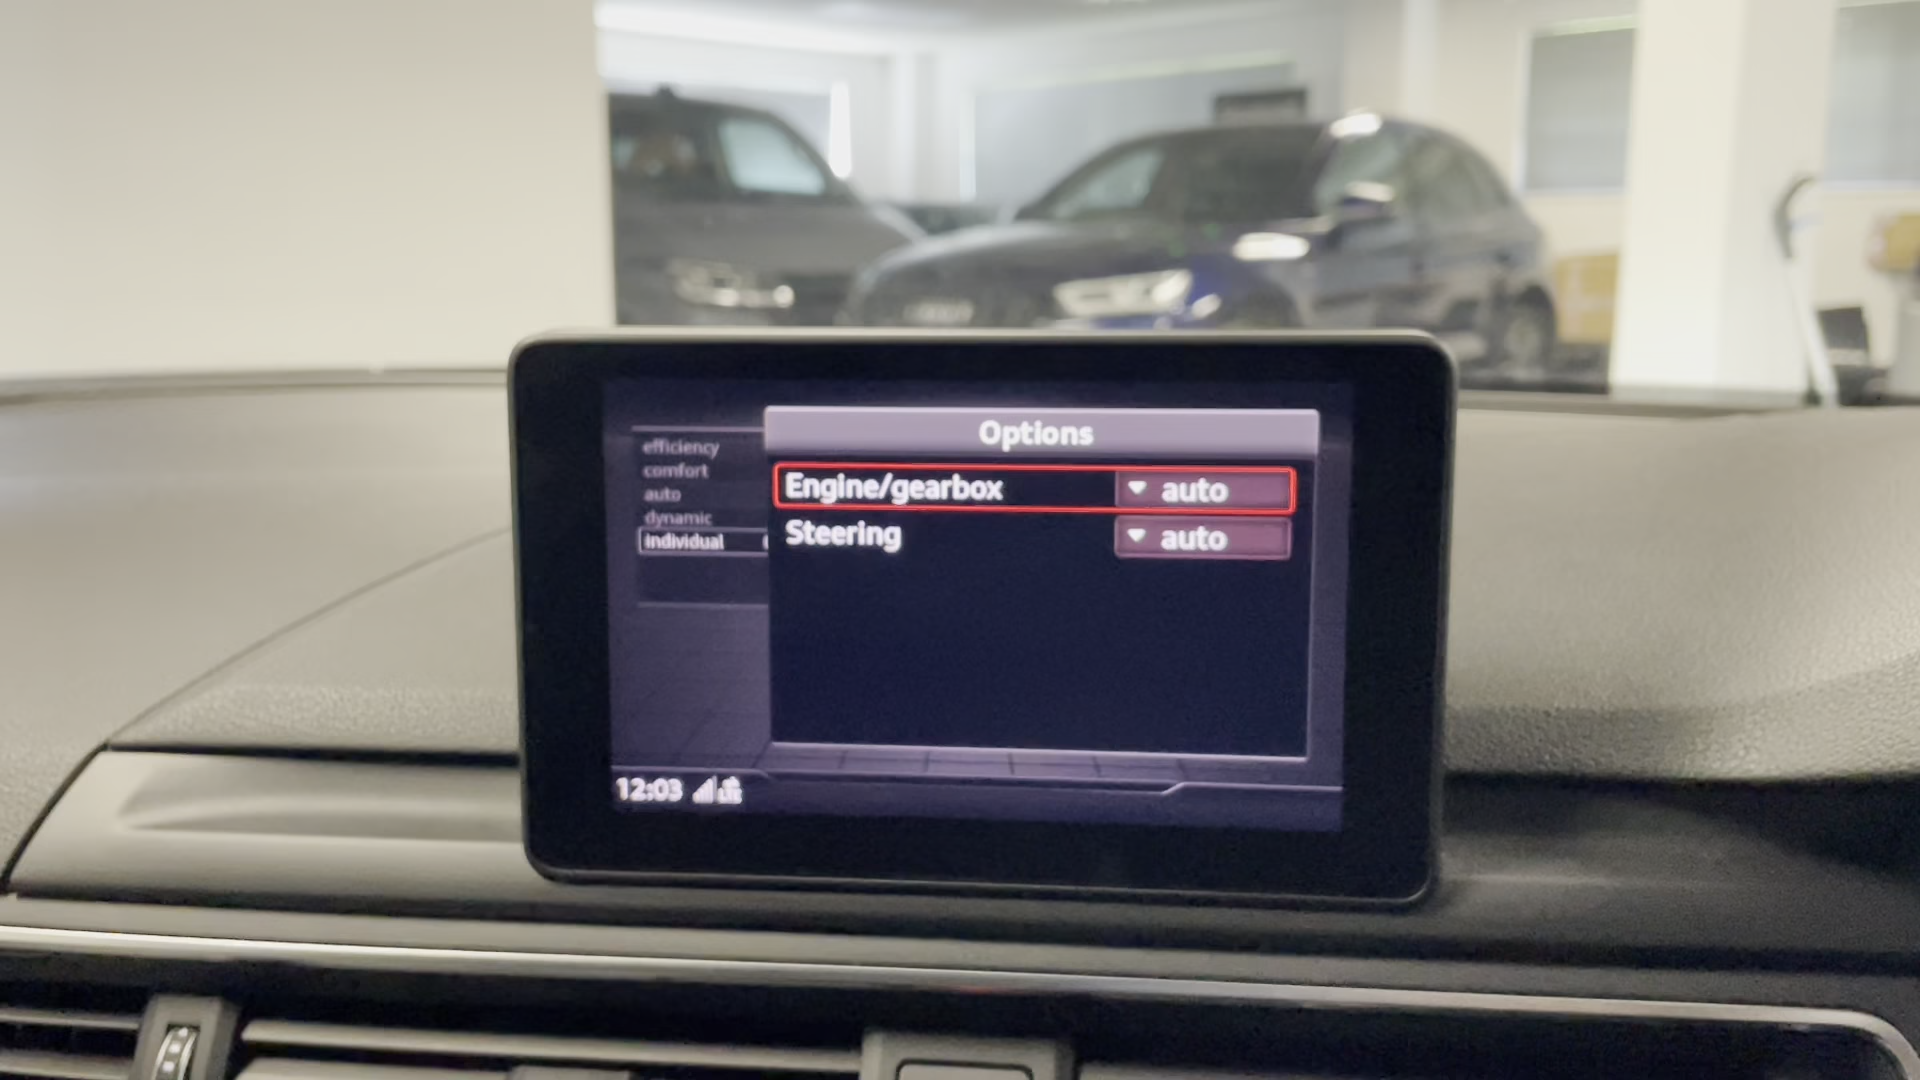 Options
efficiency
comfort
auto
dynamic
individual
Engine/gearbox auto
Steering auto
12:03